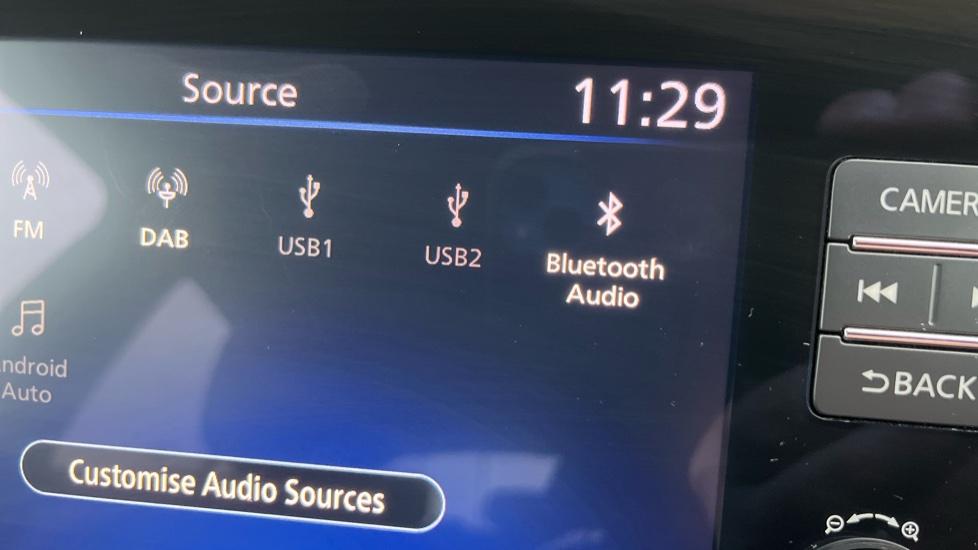 Source
11:29
FM
DAB
USB1
USB2
Bluetooth
Audio
ndroid
Auto
Customise Audio Sources
CAMER
BACK